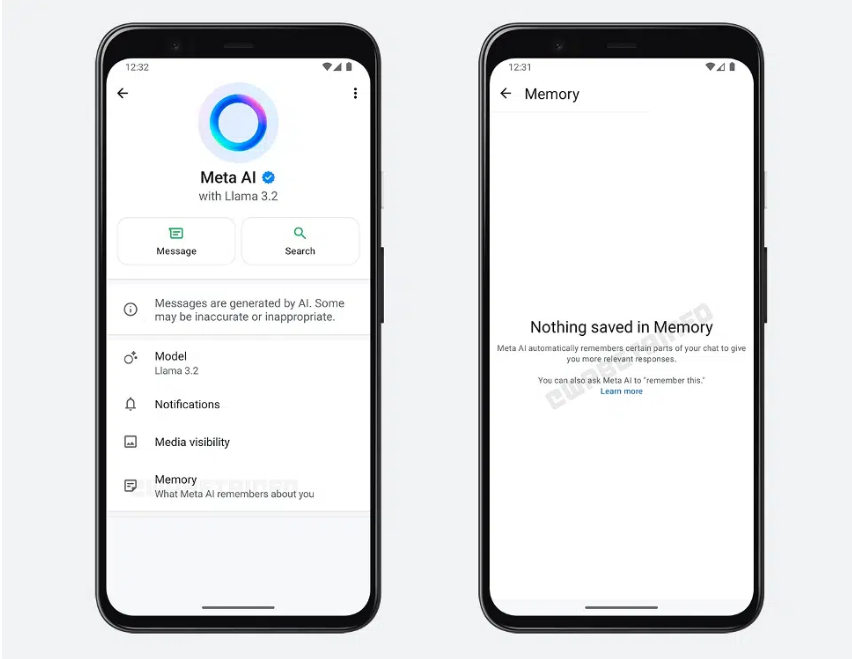 12:32
Meta AI
with Llama 3.2
Message
Search
Messages are generated by AI. Some
may be inaccurate or inappropriate.
Model
Llama 3.2
Notifications
Media visibility
Memory
What Meta AI remembers about you
12:31
Memory
Nothing saved in Memory
Meta AI automatically remembers certain parts of your chat to give
you more relevant responses.
You can also ask Meta AI to "remember this."
Learn more